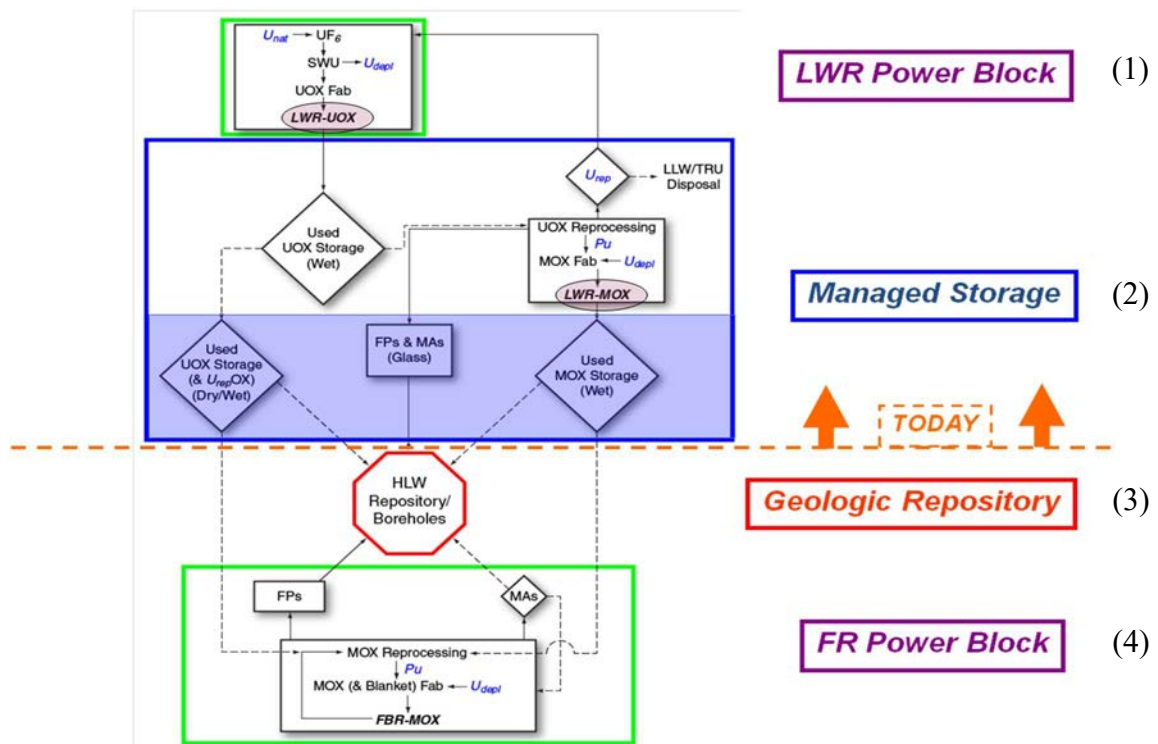 U_nat → UF_6
SWU → U_depl
UOX Fab
LWR-UOX
LWR Power Block (1)
U_rep
LLW/TRU
Disposal
Used
UOX Storage
(Wet)
UOX Reprocessing
Pu
MOX Fab ← U_depl
LWR-MOX
Managed Storage (2)
Used
UOX Storage
(& U_repOX)
(Dry/Wet)
FPs & MAs
(Glass)
Used
MOX Storage
(Wet)
TODAY
HLW
Repository/
Boreholes
Geologic Repository (3)
FPs
MAs
MOX Reprocessing
Pu
MOX (& Blanket) Fab ← U_depl
FBR-MOX
FR Power Block (4)